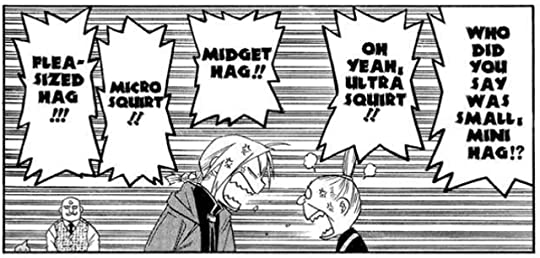 WHO
DID
YOU
SAY
WAS
SMALL,
MINI
HAG!?
OH
YEAH,
ULTRA
SQUIRT
!!
MIDGET
HAG!!
MICRO
SQUIRT
!!
FLEA-
SIZED
HAG
!!!